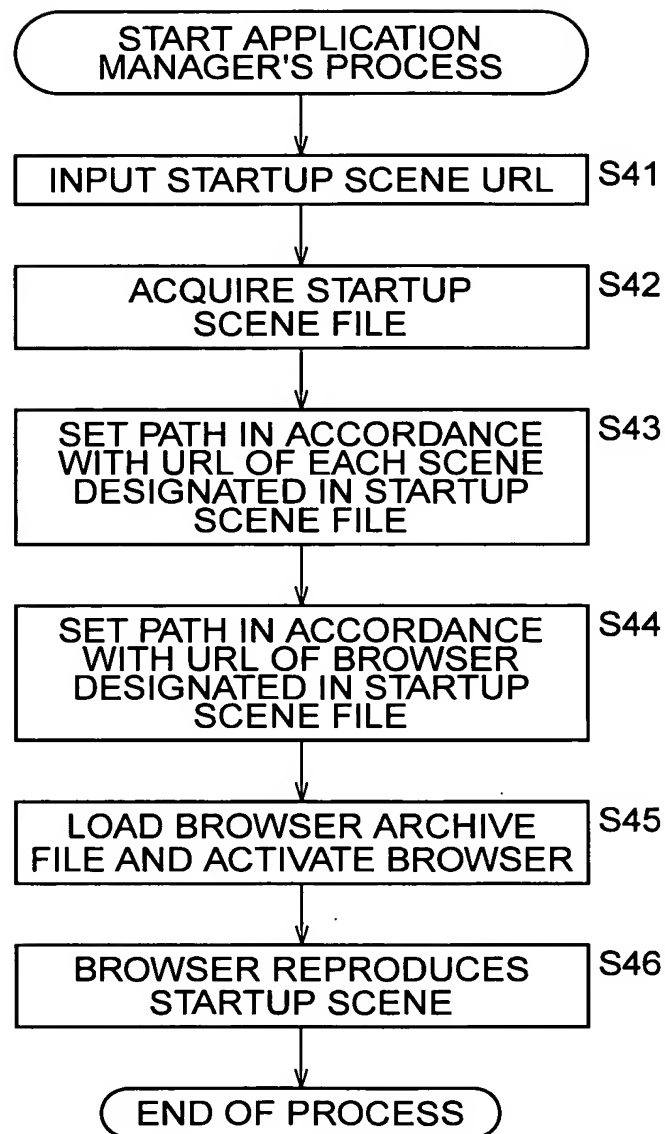 START APPLICATION
MANAGER'S PROCESS
INPUT STARTUP SCENE URL
S41
ACQUIRE STARTUP
SCENE FILE
S42
SET PATH IN ACCORDANCE
WITH URL OF EACH SCENE
DESIGNATED IN STARTUP
SCENE FILE
S43
SET PATH IN ACCORDANCE
WITH URL OF BROWSER
DESIGNATED IN STARTUP
SCENE FILE
S44
LOAD BROWSER ARCHIVE
FILE AND ACTIVATE BROWSER
S45
BROWSER REPRODUCES
STARTUP SCENE
S46
END OF PROCESS